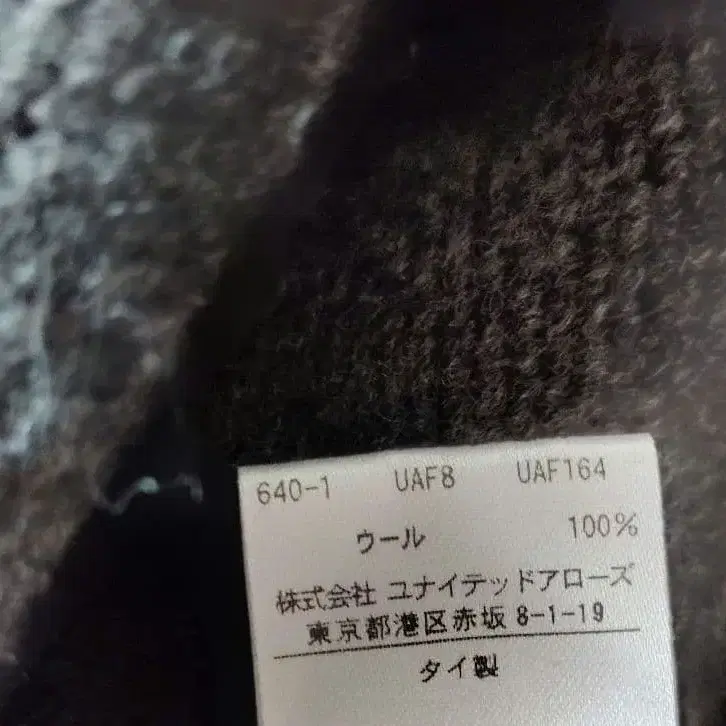 640-1 UAF8 UAF164
ウール 100%
株式会社 ユナイテッドアローズ
東京都港区赤坂 8-1-19
タイ製